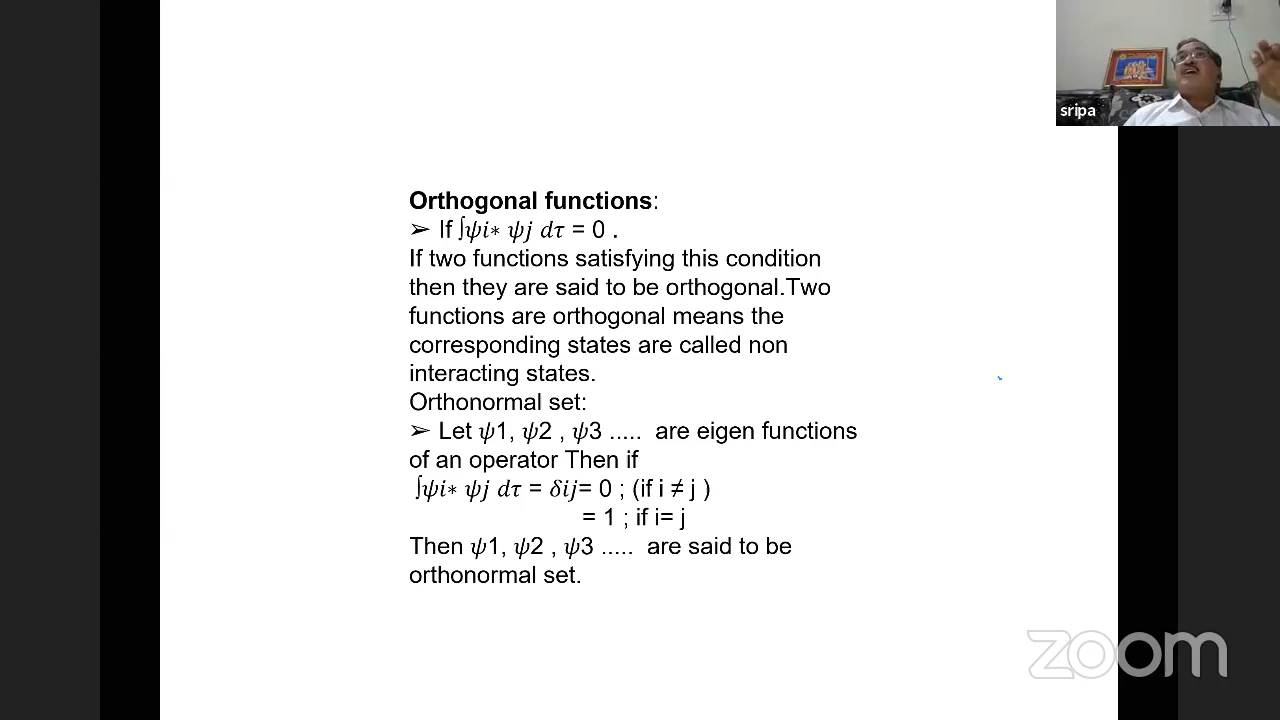 sripa
Orthogonal functions:
➢ If ∫𝜓𝑖∗ 𝜓𝑗 𝑑𝜏 = 0 .
If two functions satisfying this condition
then they are said to be orthogonal.Two
functions are orthogonal means the
corresponding states are called non
interacting states.
Orthonormal set:
➢ Let 𝜓1, 𝜓2 , 𝜓3 ..... are eigen functions
of an operator Then if
∫𝜓𝑖∗ 𝜓𝑗 𝑑𝜏 = 𝛿𝑖𝑗= 0 ; (if i ≠ j )
= 1 ; if i= j
Then 𝜓1, 𝜓2 , 𝜓3 ..... are said to be
orthonormal set.
zoom